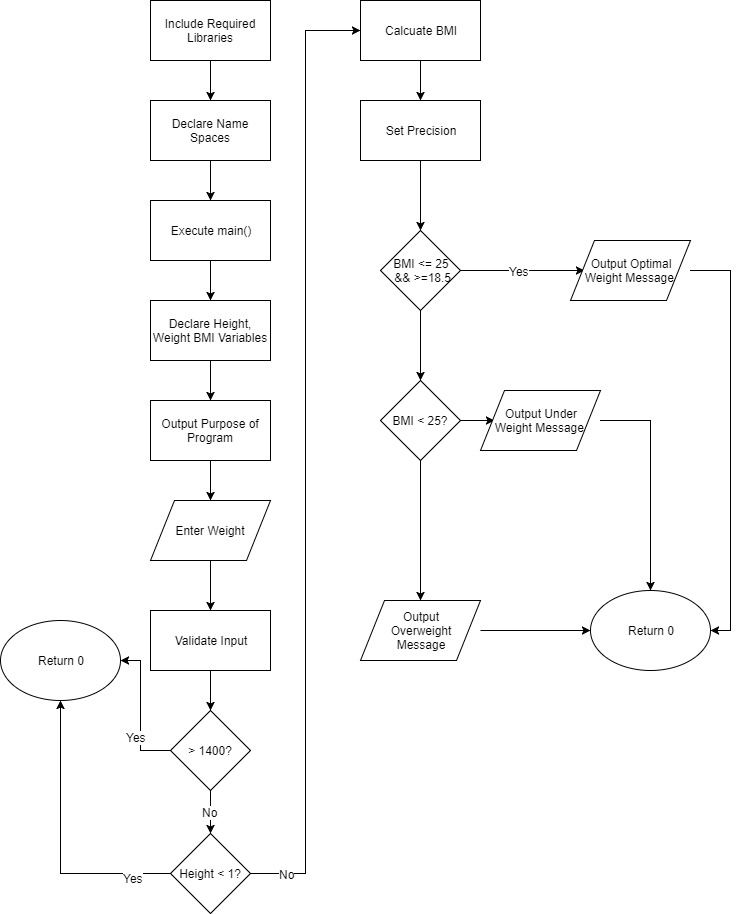 Include Required
Libraries
Declare Name
Spaces
Execute main()
Declare Height,
Weight BMI Variables
Output Purpose of
Program
Enter Weight
Validate Input
Return 0
Yes
> 1400?
No
Yes
Height < 1?
No
Calcuate BMI
Set Precision
BMI <= 25
&& >=18.5
Yes
Output Optimal
Weight Message
BMI < 25?
Output Under
Weight Message
Output
Overweight
Message
Return 0